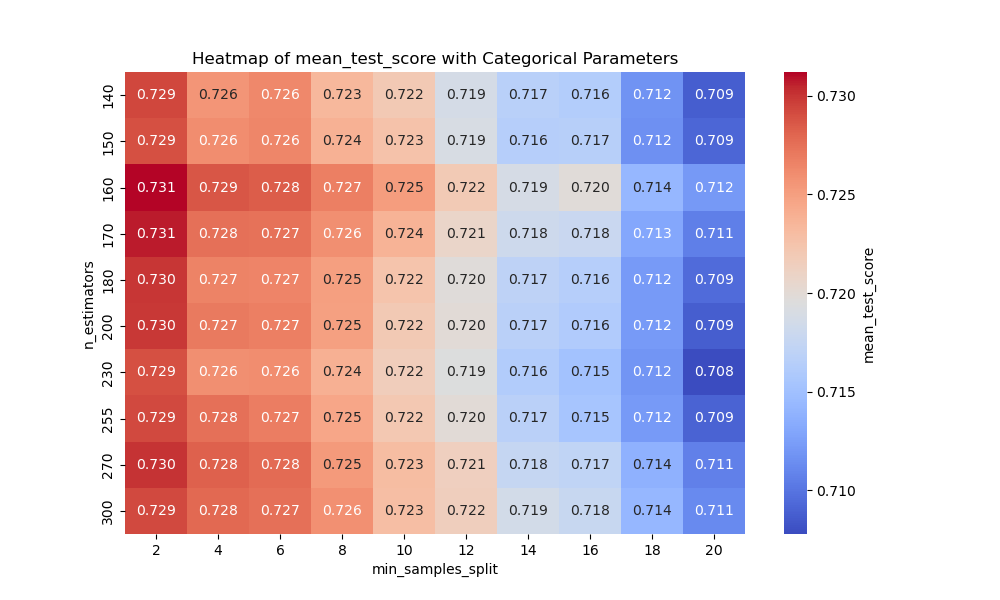 Heatmap of mean_test_score with Categorical Parameters
140 0.729 0.726 0.726 0.723 0.722 0.719 0.717 0.716 0.712 0.709
150 0.729 0.726 0.726 0.724 0.723 0.719 0.716 0.717 0.712 0.709
160 0.731 0.729 0.728 0.727 0.725 0.722 0.719 0.720 0.714 0.712
170 0.731 0.728 0.727 0.726 0.724 0.721 0.718 0.718 0.713 0.711
180 0.730 0.727 0.727 0.725 0.722 0.720 0.717 0.716 0.712 0.709
200 0.730 0.727 0.727 0.725 0.722 0.720 0.717 0.716 0.712 0.709
230 0.729 0.726 0.726 0.724 0.722 0.719 0.716 0.715 0.712 0.708
255 0.729 0.728 0.727 0.725 0.722 0.720 0.717 0.715 0.712 0.709
270 0.730 0.728 0.728 0.725 0.723 0.721 0.718 0.717 0.714 0.711
300 0.729 0.728 0.727 0.726 0.723 0.722 0.719 0.718 0.714 0.711
2 4 6 8 10 12 14 16 18 20
min_samples_split
n_estimators
0.730
0.725
0.720
0.715
0.710
mean_test_score